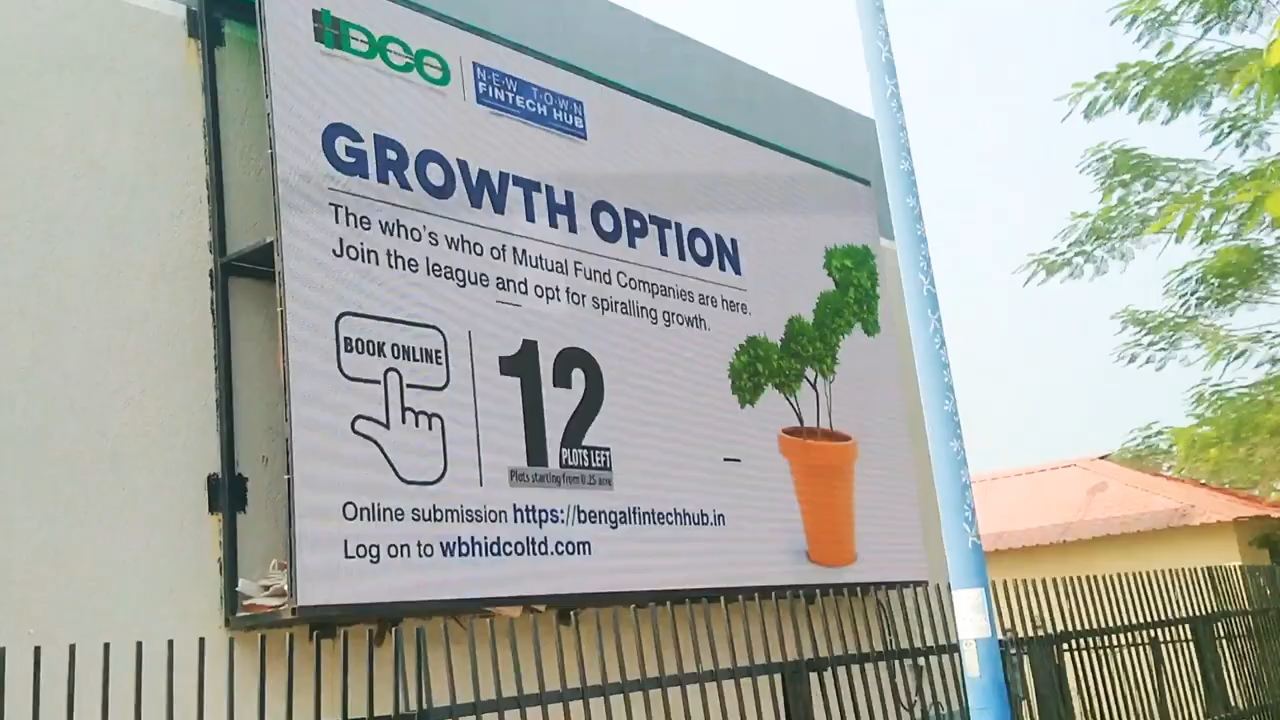 HIDCO
NEW TOWN
FINTECH HUB
GROWTH OPTION
The who's who of Mutual Fund Companies are here.
Join the league and opt for spiralling growth.
BOOK ONLINE
12
PLOTS LEFT
Plots starting from 0.25 acre
Online submission https://bengalfintechhub.in
Log on to wbhidcoltd.com